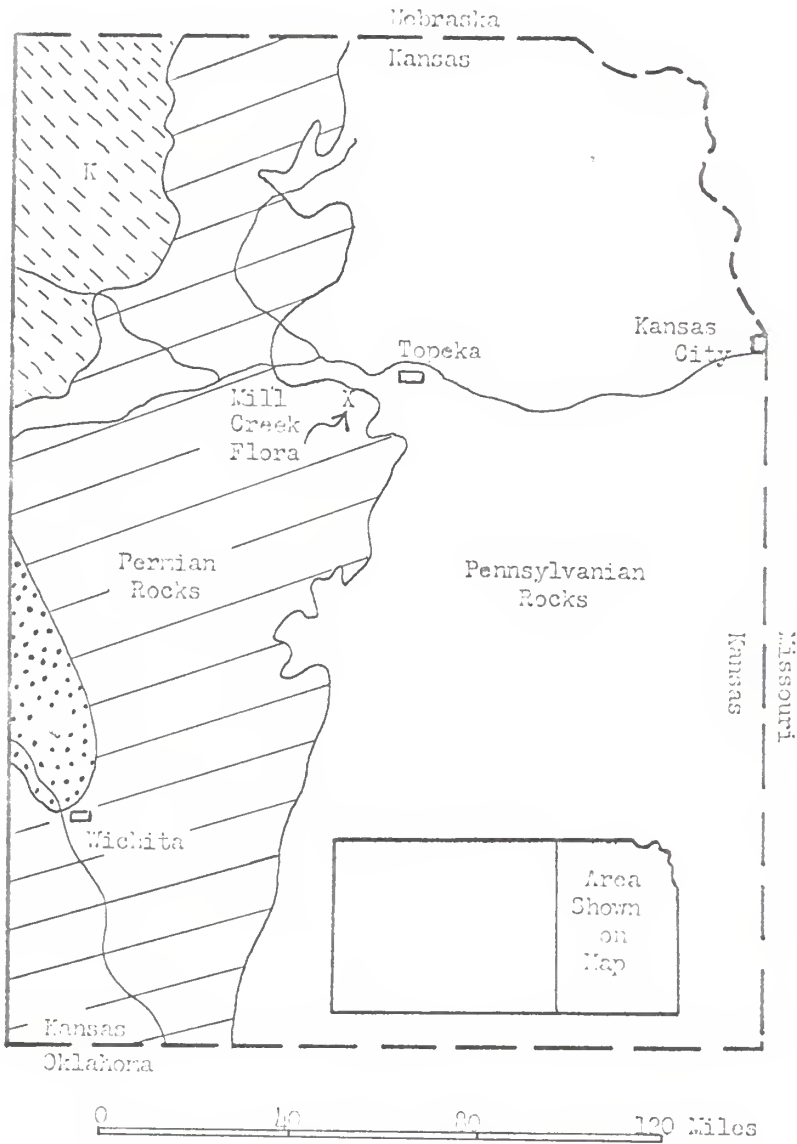 Nebraska
Kansas
K
Kansas
City
Topeka
Mill
Creek
Flora
X
Permian
Rocks
Pennsylvanian
Rocks
Kansas
Missouri
Wichita
Area
Shown
on
Map
Kansas
Oklahoma
0 40 80 120 Miles